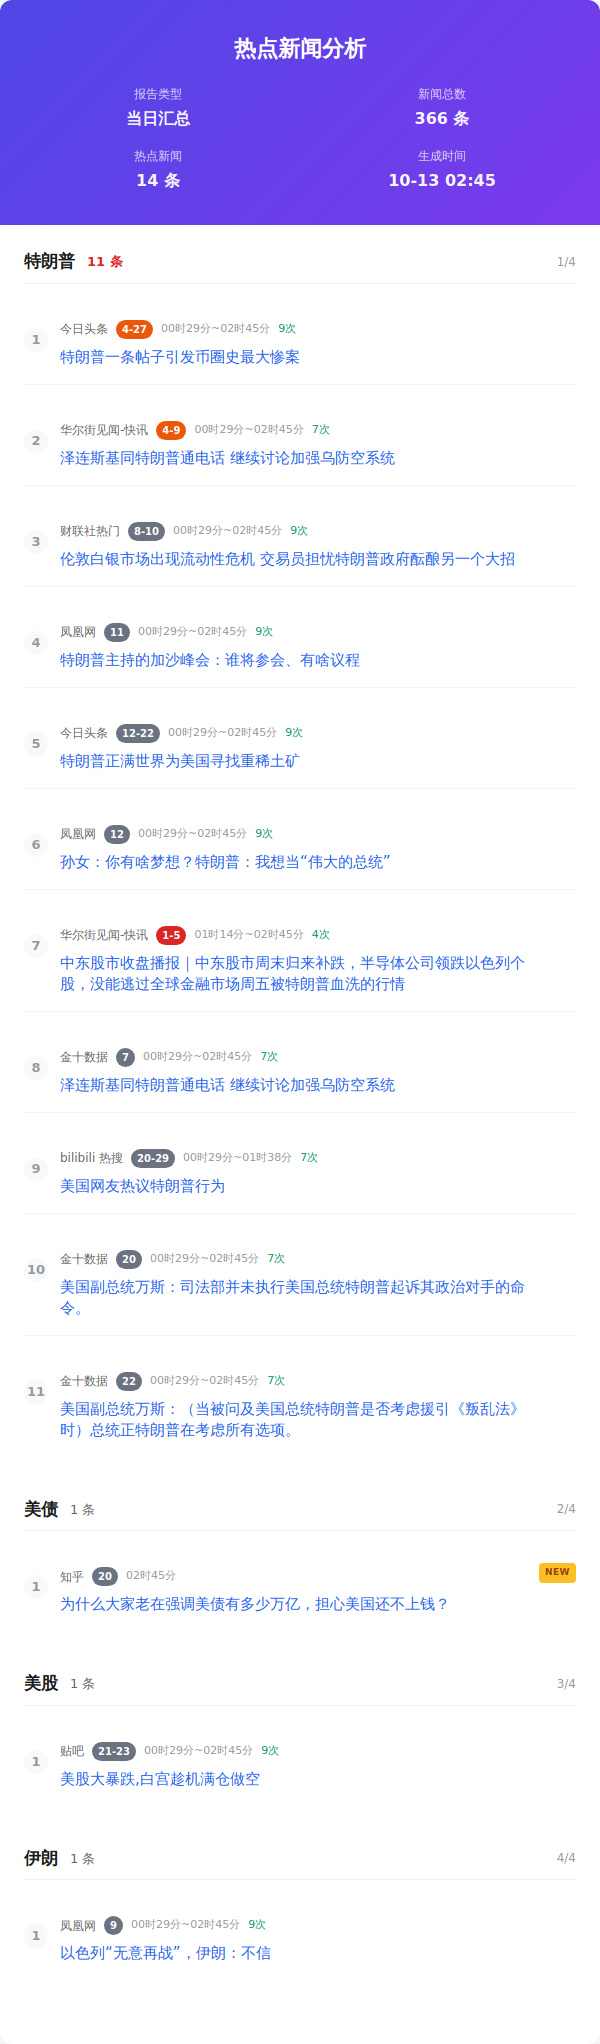 热点新闻分析
报告类型
当日汇总
新闻总数
366 条
热点新闻
14 条
生成时间
10-13 02:45
特朗普 11 条 1/4
1
今日头条 4-27 00时29分~02时45分 9次
特朗普一条帖子引发币圈史最大惨案
2
华尔街见闻-快讯 4-9 00时29分~02时45分 7次
泽连斯基同特朗普通电话 继续讨论加强乌防空系统
3
财联社热门 8-10 00时29分~02时45分 9次
伦敦白银市场出现流动性危机 交易员担忧特朗普政府酝酿另一个大招
4
凤凰网 11 00时29分~02时45分 9次
特朗普主持的加沙峰会：谁将参会、有啥议程
5
今日头条 12-22 00时29分~02时45分 9次
特朗普正满世界为美国寻找重稀土矿
6
凤凰网 12 00时29分~02时45分 9次
孙女：你有啥梦想？特朗普：我想当“伟大的总统”
7
华尔街见闻-快讯 1-5 01时14分~02时45分 4次
中东股市收盘播报｜中东股市周末归来补跌，半导体公司领跌以色列个
股，没能逃过全球金融市场周五被特朗普血洗的行情
8
金十数据 7 00时29分~02时45分 7次
泽连斯基同特朗普通电话 继续讨论加强乌防空系统
9
bilibili 热搜 20-29 00时29分~01时38分 7次
美国网友热议特朗普行为
10
金十数据 20 00时29分~02时45分 7次
美国副总统万斯：司法部并未执行美国总统特朗普起诉其政治对手的命
令。
11
金十数据 22 00时29分~02时45分 7次
美国副总统万斯：（当被问及美国总统特朗普是否考虑援引《叛乱法》
时）总统正特朗普在考虑所有选项。
美债 1 条 2/4
1
知乎 20 02时45分 NEW
为什么大家老在强调美债有多少万亿，担心美国还不上钱？
美股 1 条 3/4
1
贴吧 21-23 00时29分~02时45分 9次
美股大暴跌,白宫趁机满仓做空
伊朗 1 条 4/4
1
凤凰网 9 00时29分~02时45分 9次
以色列“无意再战”，伊朗：不信